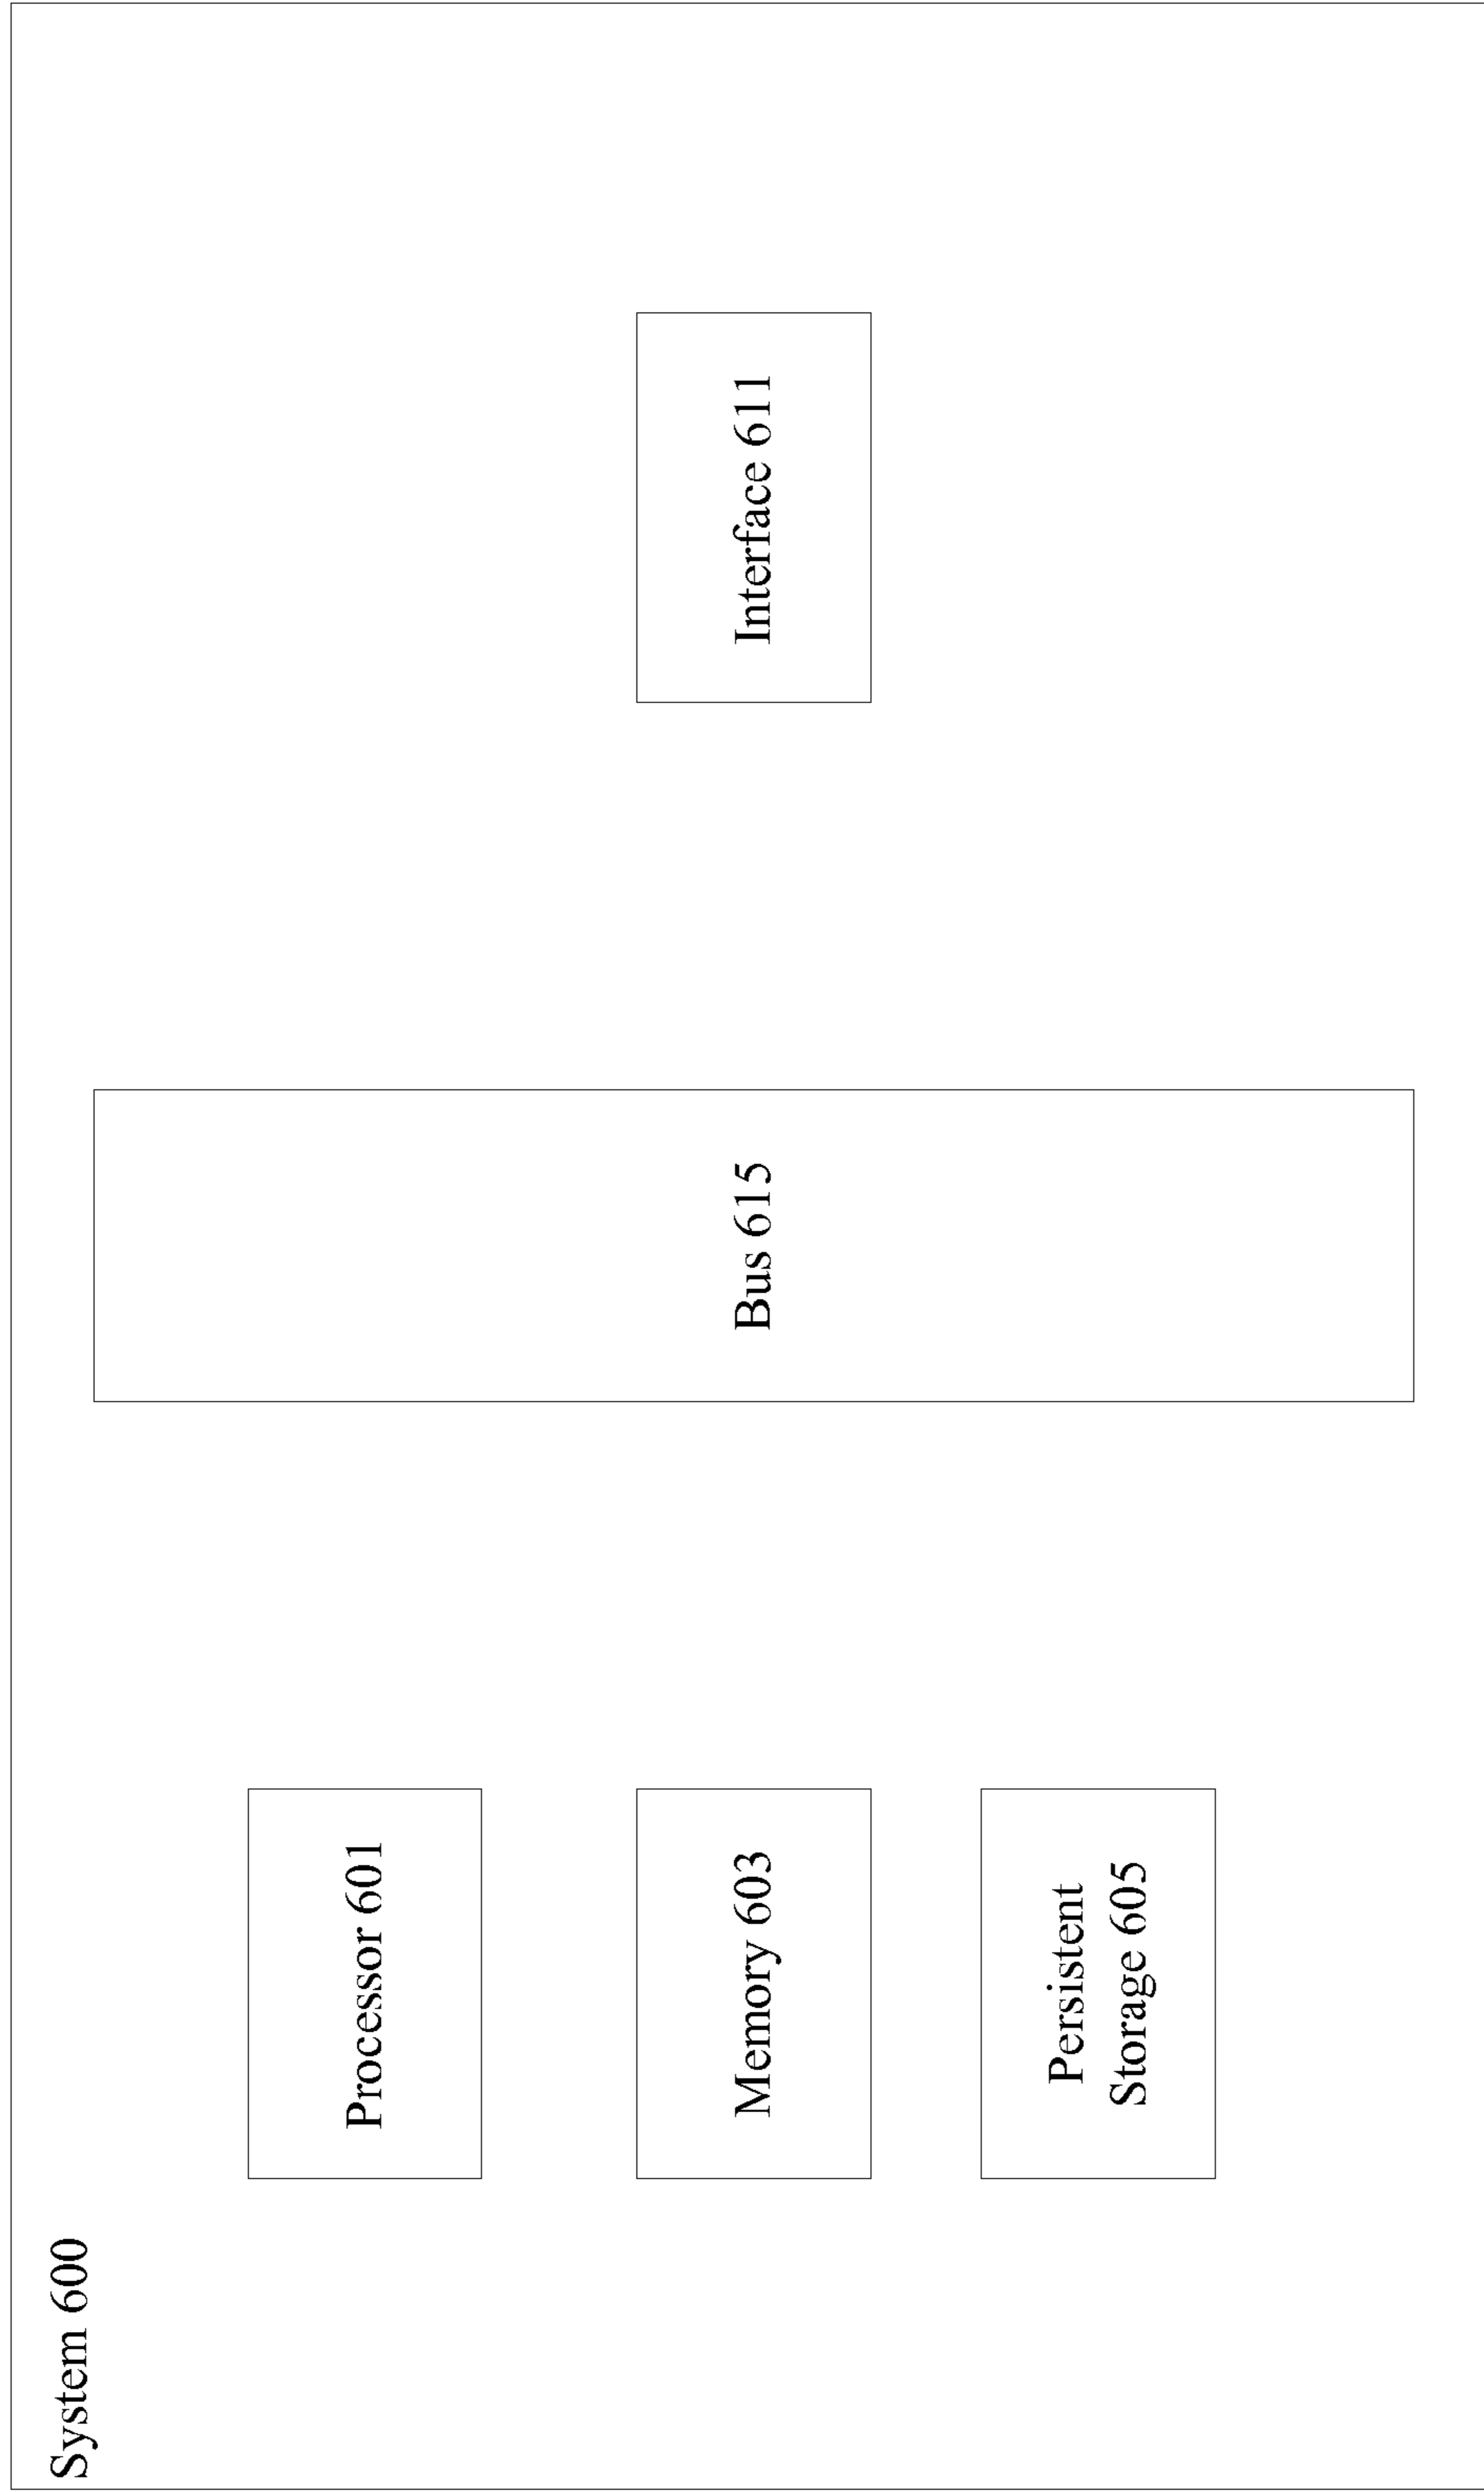 System 600
Processor 601
Memory 603
Persistent
Storage 605
Bus 615
Interface 611